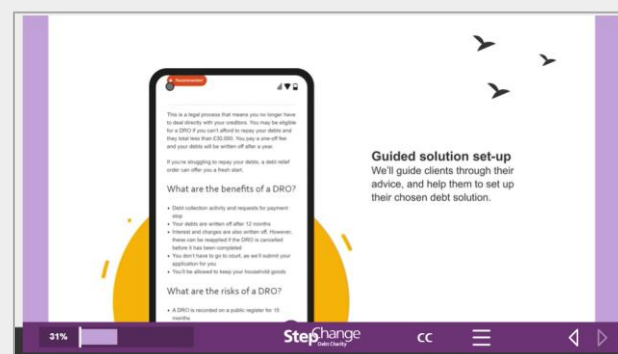 Recommended
This is a legal process that means you no longer have
to deal directly with your creditors. You may be eligible
for a DRO if you can't afford to repay your debts and
they total less than £30,000. You pay a one-off fee
and your debts will be written off after a year.
If you're struggling to repay your debts, a debt relief
order can offer you a fresh start.
What are the benefits of a DRO?
Debt collection activity and requests for payment
stop
Your debts are written off after 12 months
Interest and charges are also written off. However,
these can be reapplied if the DRO is cancelled
before it has been completed
You don't have to go to court, as we'll submit your
application for you
You'll be allowed to keep your household goods
What are the risks of a DRO?
A DRO is recorded on a public register for 15
months
Guided solution set-up
We'll guide clients through their
advice, and help them to set up
their chosen debt solution.
31%
StepChange
Debt Charity
CC